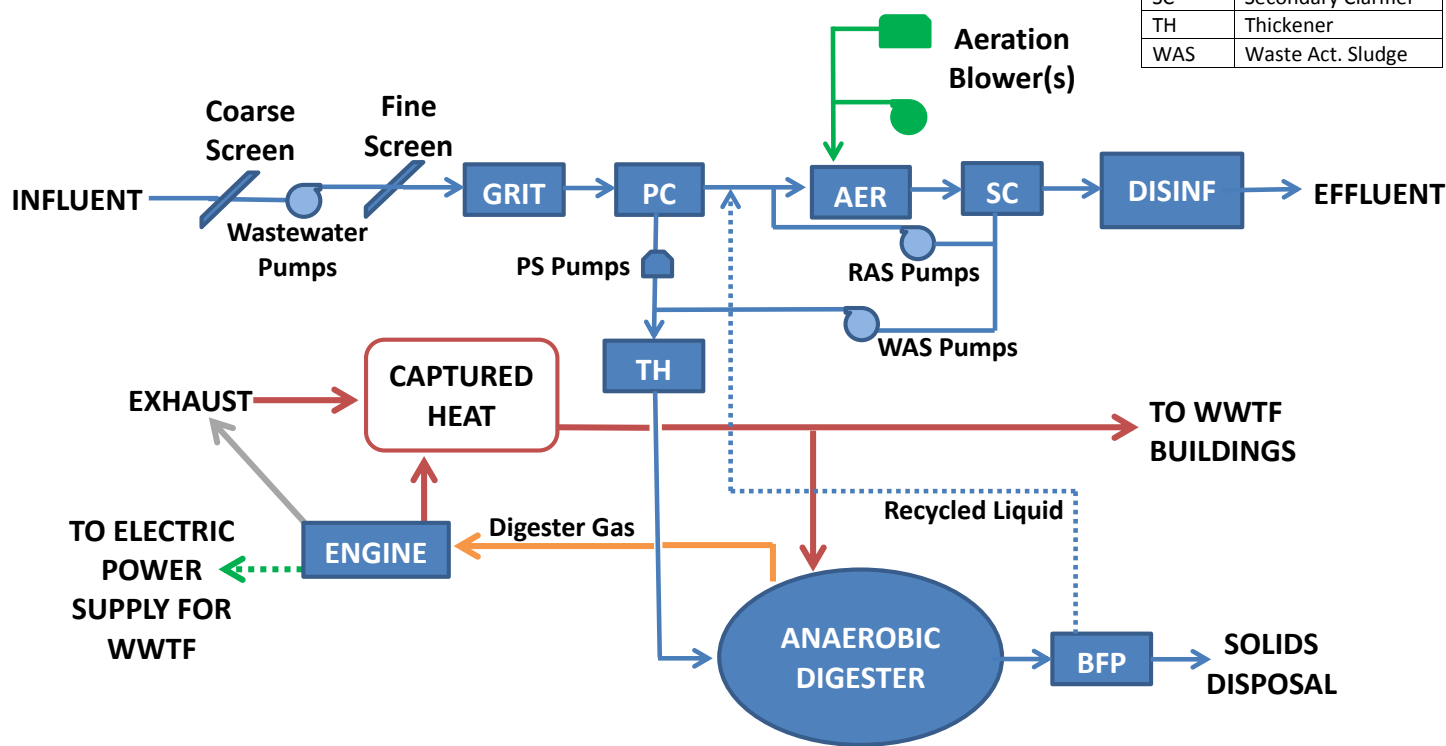 SC Secondary Clarifier
TH Thickener
WAS Waste Act. Sludge
Aeration
Blower(s)
Coarse
Screen
Fine
Screen
INFLUENT
Wastewater
Pumps
GRIT
PC
AER
SC
DISINF
EFFLUENT
PS Pumps
RAS Pumps
WAS Pumps
TH
EXHAUST
CAPTURED
HEAT
TO WWTF
BUILDINGS
Recycled Liquid
Digester Gas
ENGINE
TO ELECTRIC
POWER
SUPPLY FOR
WWTF
ANAEROBIC
DIGESTER
BFP
SOLIDS
DISPOSAL